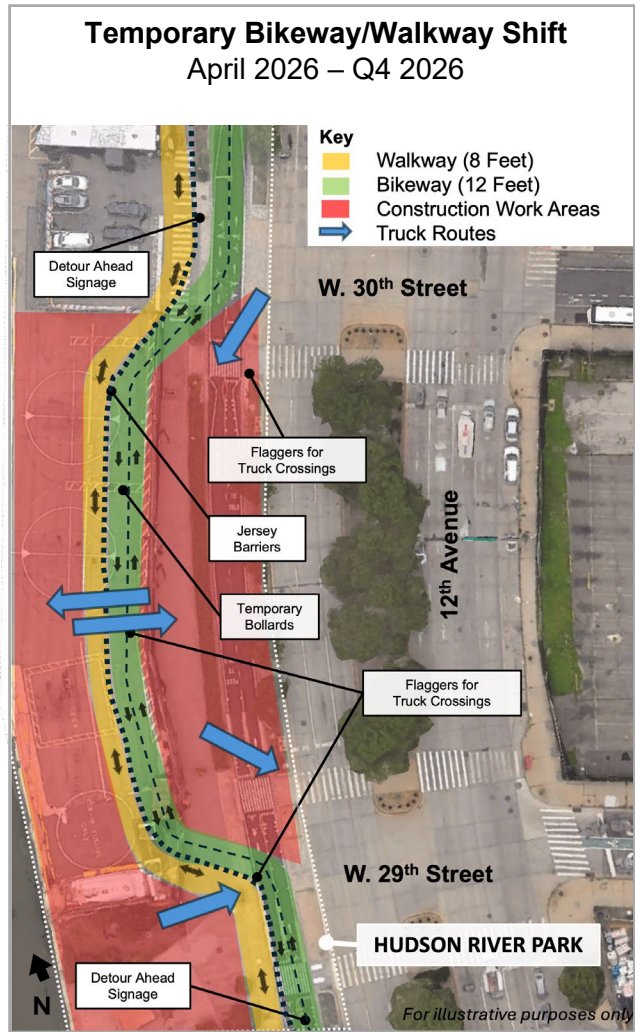 Temporary Bikeway/Walkway Shift
April 2026 – Q4 2026
Key
Walkway (8 Feet)
Bikeway (12 Feet)
Construction Work Areas
Truck Routes
Detour Ahead
Signage
W. 30th Street
Flaggers for
Truck Crossings
Jersey
Barriers
12th Avenue
Temporary
Bollards
Flaggers for
Truck Crossings
W. 29th Street
HUDSON RIVER PARK
Detour Ahead
Signage
N
For illustrative purposes only